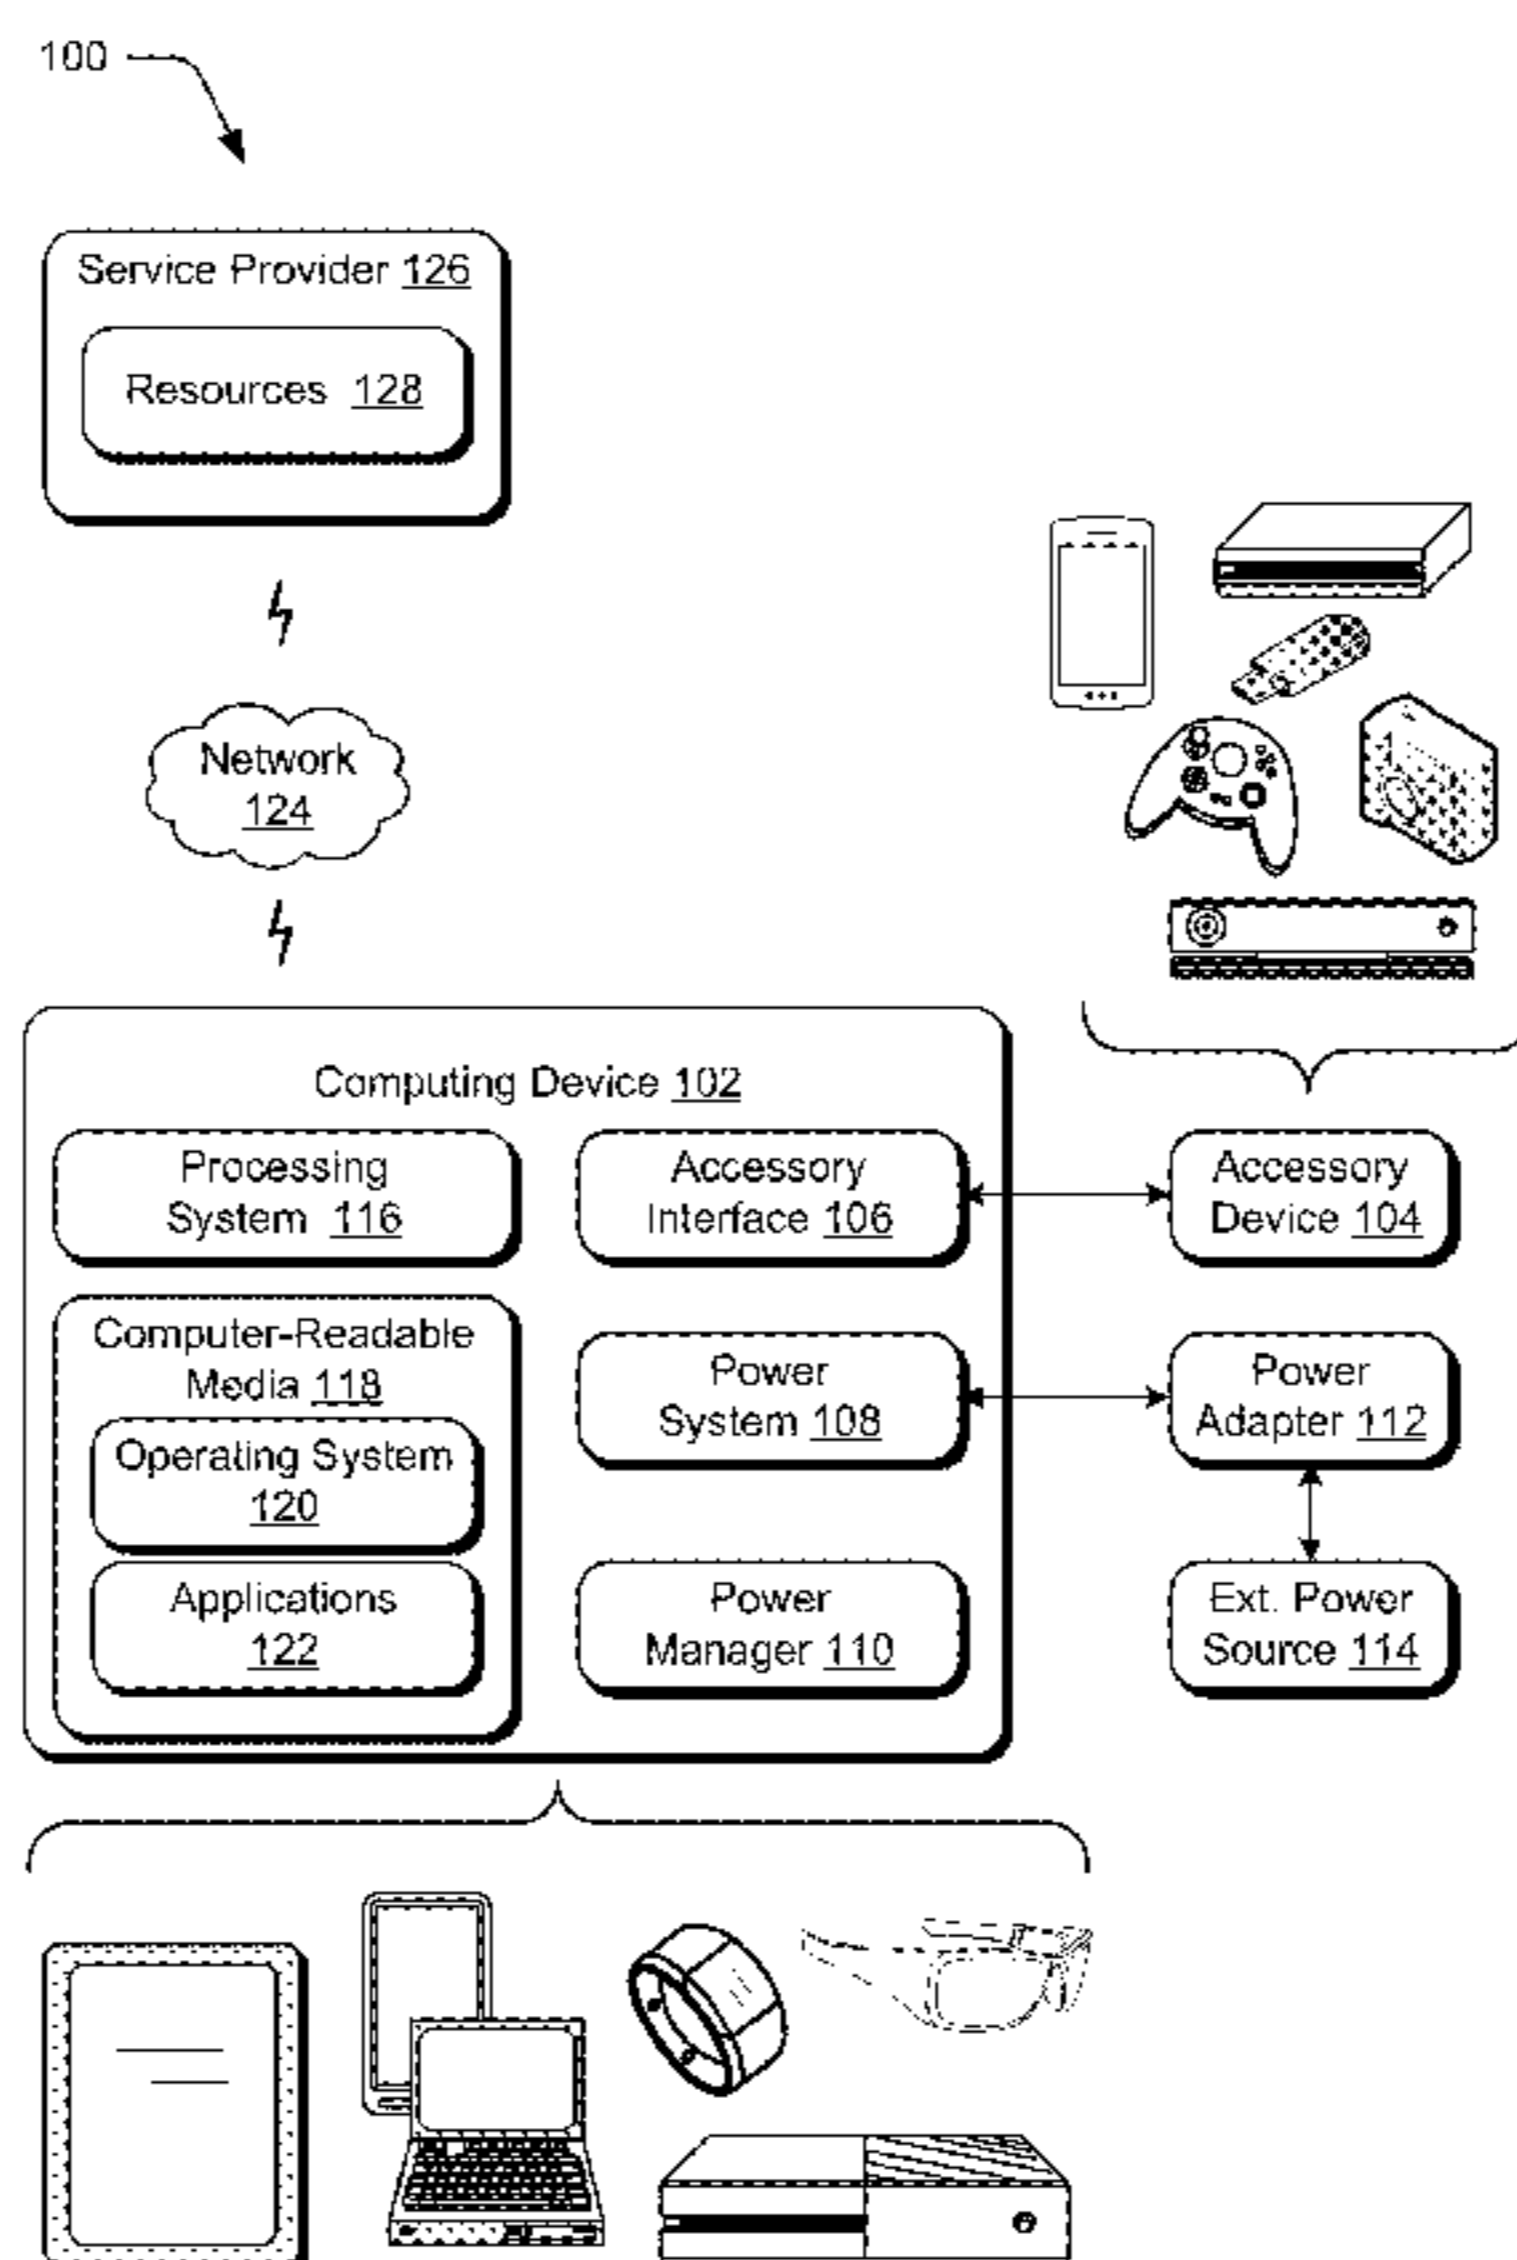 100
Service Provider 126
Resources 128
Network
124
Computing Device 102
Processing
System 116
Accessory
Interface 106
Accessory
Device 104
Computer-Readable
Media 118
Power
System 108
Power
Adapter 112
Operating System
120
Applications
122
Power
Manager 110
Ext. Power
Source 114